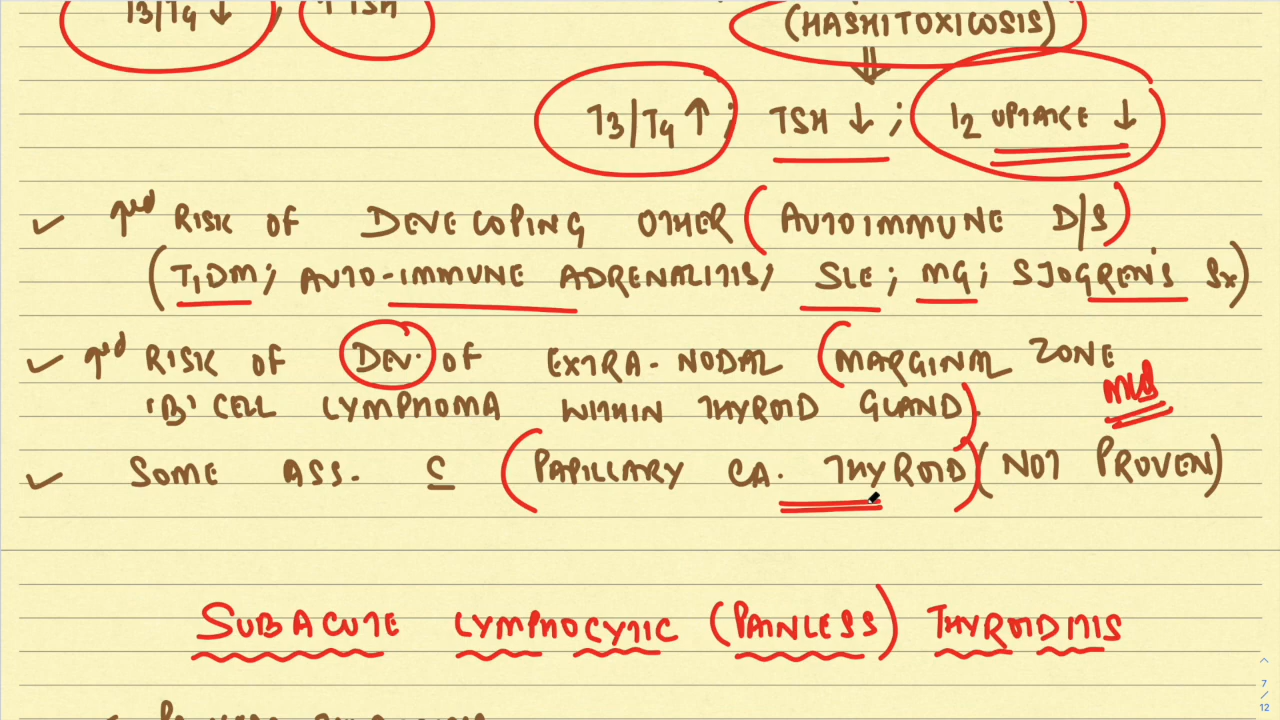 T3/T4 ↓ ; ↑ TSH
(HASHITOXICOSIS)
⇓
T3/T4 ↑ ; TSH ↓ ; I2 UPTAKE ↓
✓ ↑ed RISK OF DEVELOPING OTHER (AUTOIMMUNE D/S)
(T1DM; AUTO-IMMUNE ADRENALITIS; SLE; MG; SJOGREN'S Sx)
✓ ↑ed RISK OF DEV. OF EXTRA-NODAL (MARGINAL ZONE
'B' CELL LYMPHOMA WITHIN THYROID GLAND).
✓ SOME ASS. C (PAPILLARY CA. THYROID) (NOT PROVEN)
SUBACUTE LYMPHOCYTIC (PAINLESS) THYROIDITIS
7
/
12